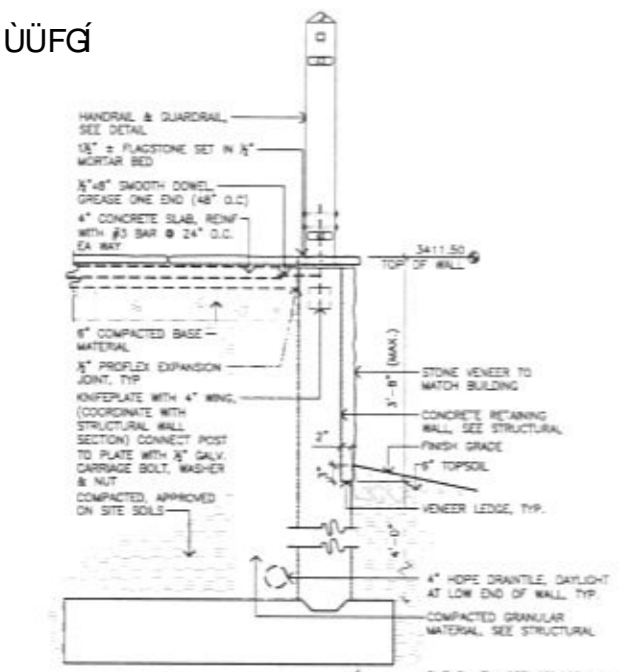 ÙÜFGÍ
HANDRAIL & GUARDRAIL,
SEE DETAIL
1½" ± FLAGSTONE SET IN ½"
MORTAR BED
SMOOTH DOWEL,
GREASE ONE END (48" O.C)
4" CONCRETE SLAB, REINF
WITH #3 BAR @ 24" O.C.
EA WAY
3411.50
TOP OF WALL
6" COMPACTED BASE
MATERIAL
½" PROFLEX EXPANSION
JOINT, TYP
KNIFEPLATE WITH 4" WING,
(COORDINATE WITH
STRUCTURAL WALL
SECTION) CONNECT POST
TO PLATE WITH GALV.
CARRIAGE BOLT, WASHER
& NUT
COMPACTED, APPROVED
ON SITE SOILS
3'-8" (MAX.)
STONE VENEER TO
MATCH BUILDING
CONCRETE RETAINING
WALL, SEE STRUCTURAL
2"
FINISH GRADE
3"
6" TOPSOIL
VENEER LEDGE, TYP.
4'-0"
4" HDPE DRAINTILE, DAYLIGHT
AT LOW END OF WALL, TYP.
COMPACTED GRANULAR
MATERIAL, SEE STRUCTURAL